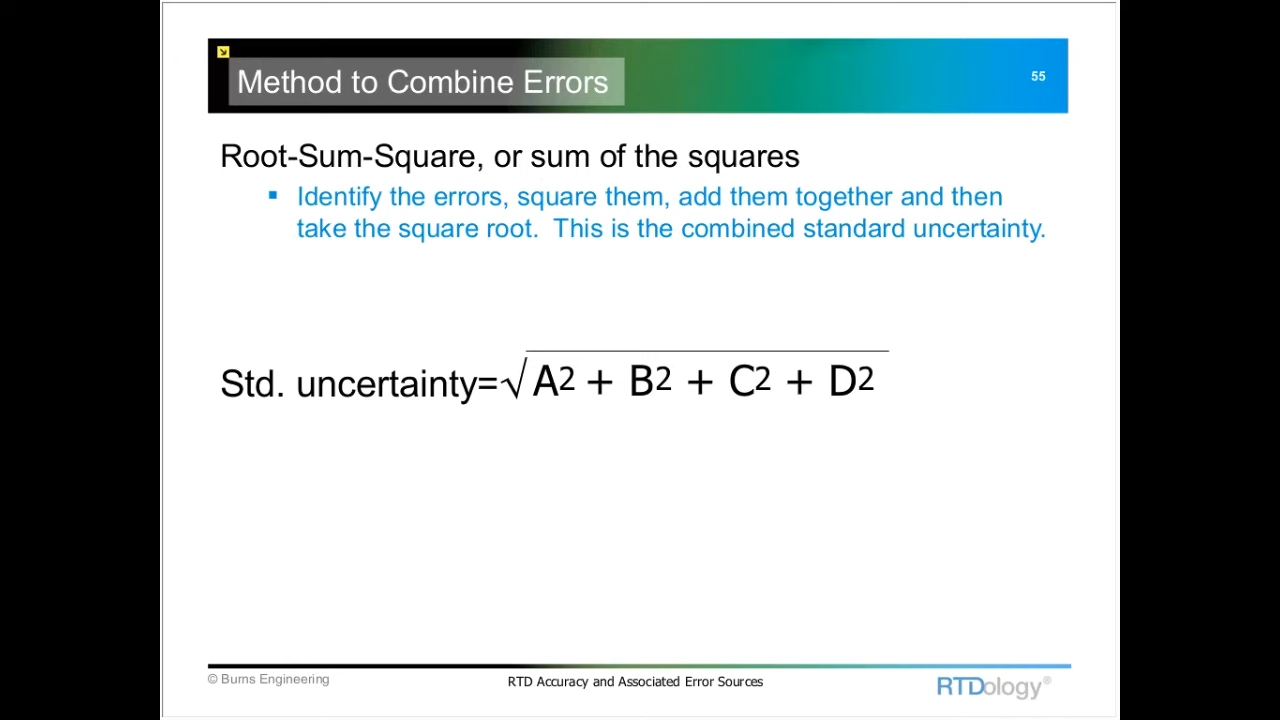 Method to Combine Errors
55
Root-Sum-Square, or sum of the squares
▪ Identify the errors, square them, add them together and then
take the square root.  This is the combined standard uncertainty.
Std. uncertainty=√A2 + B2 + C2 + D2
© Burns Engineering
RTD Accuracy and Associated Error Sources
RTDology®